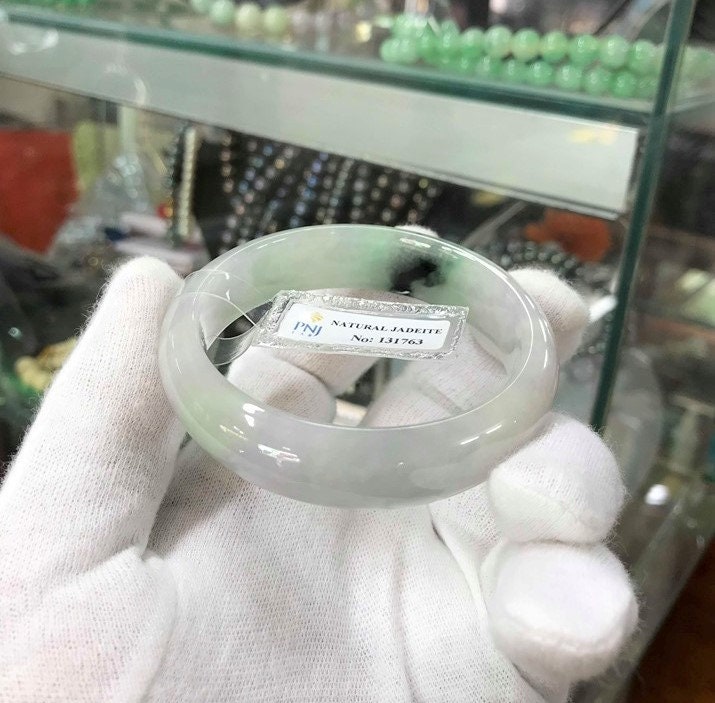 PNJ
NATURAL JADEITE
No: 131763